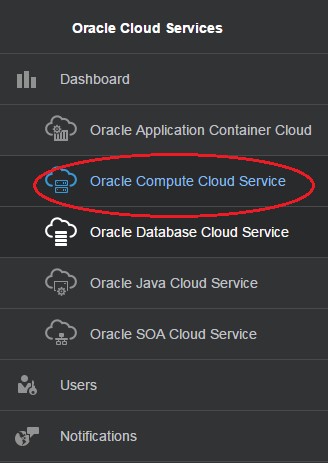 Oracle Cloud Services
Dashboard
Oracle Application Container Cloud
Oracle Compute Cloud Service
Oracle Database Cloud Service
Oracle Java Cloud Service
Oracle SOA Cloud Service
Users
Notifications